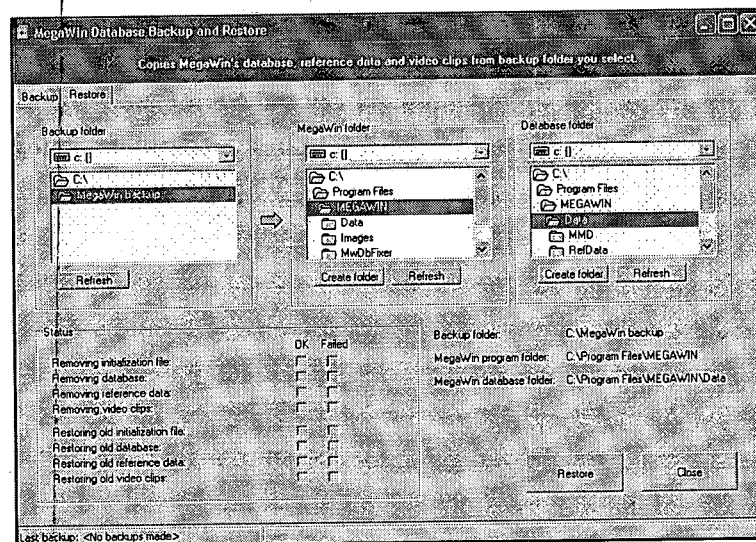 MegaWin Database Backup and Restore
Copies MegaWin's database, reference data and video clips from backup folder you select.
Backup Restore
Backup folder
c: []
C:\
MegaWin backup
Refresh
MegaWin folder
c: []
C:\
Program Files
MEGAWIN
Data
Images
MwDbFixer
Create folder Refresh
Database folder
c: []
C:\
Program Files
MEGAWIN
Data
MMD
RefData
Create folder Refresh
Status
OK Failed
Removing initialization file:
Removing database:
Removing reference data:
Removing video clips:
Restoring old initialization file:
Restoring old database:
Restoring old reference data:
Restoring old video clips:
Backup folder: C:\MegaWin backup
MegaWin program folder: C:\Program Files\MEGAWIN
MegaWin database folder: C:\Program Files\MEGAWIN\Data
Restore Close
Last backup: <No backups made>